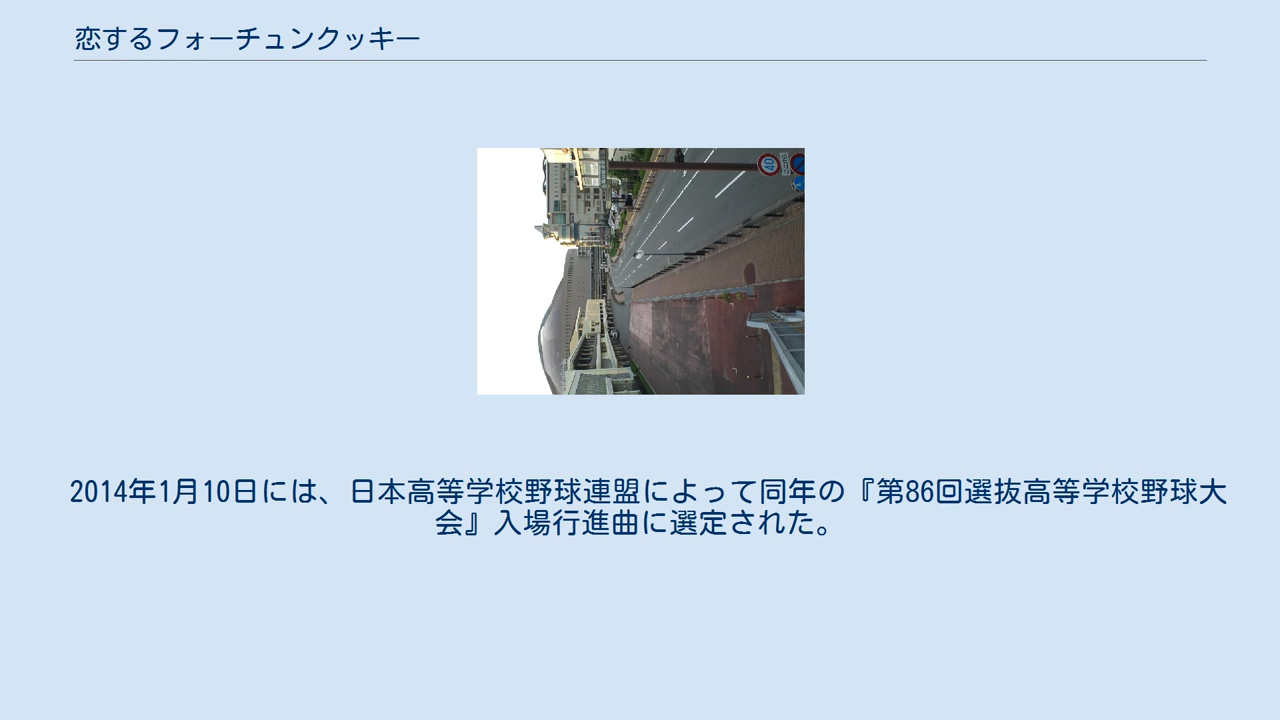 恋するフォーチュンクッキー
40
2014年1月10日には、日本高等学校野球連盟によって同年の『第86回選抜高等学校野球大
会』入場行進曲に選定された。